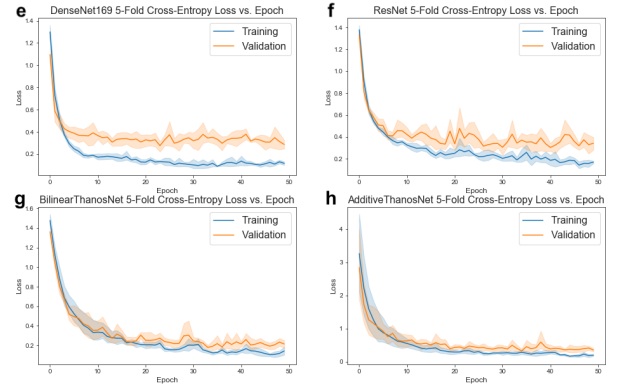 e DenseNet169 5-Fold Cross-Entropy Loss vs. Epoch
1.4
1.2
1.0
0.8
0.6
0.4
0.2
Loss
0 10 20 30 40 50
Epoch
Training
Validation
f ResNet 5-Fold Cross-Entropy Loss vs. Epoch
1.4
1.2
1.0
0.8
0.6
0.4
0.2
Loss
0 10 20 30 40 50
Epoch
Training
Validation
g BilinearThanosNet 5-Fold Cross-Entropy Loss vs. Epoch
1.4
1.2
1.0
0.8
0.6
0.4
0.2
Loss
0 10 20 30 40 50
Epoch
Training
Validation
h AdditiveThanosNet 5-Fold Cross-Entropy Loss vs. Epoch
4
3
2
1
0
Loss
0 10 20 30 40 50
Epoch
Training
Validation